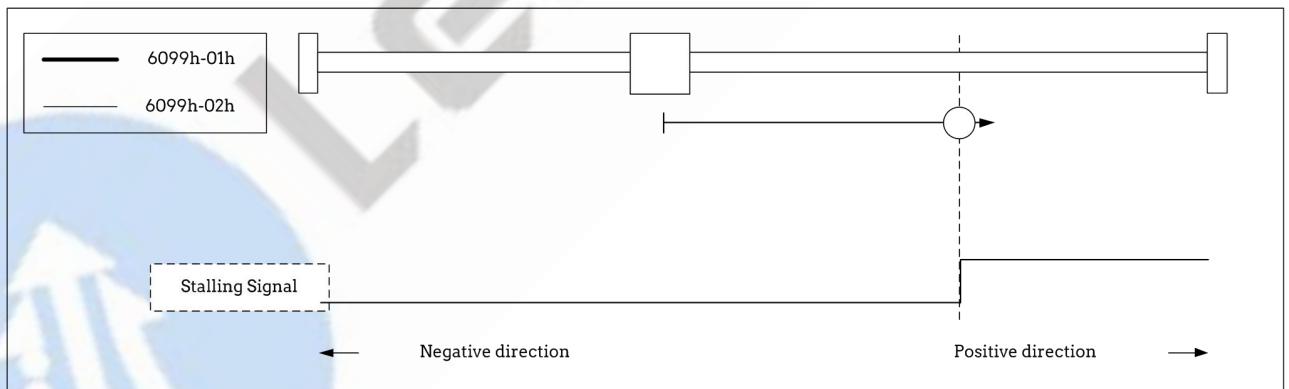 6099h-01h
6099h-02h
Stalling Signal
Negative direction
Positive direction